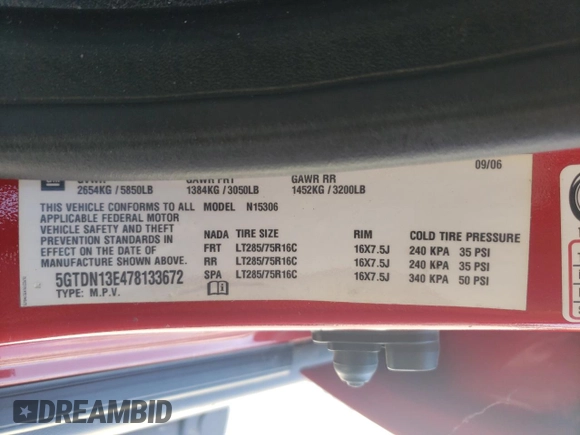 09/06
GAWR RR
2654KG / 5850LB 1384KG / 3050LB 1452KG / 3200LB
THIS VEHICLE CONFORMS TO ALL MODEL N15306
APPLICABLE FEDERAL MOTOR
VEHICLE SAFETY AND THEFT
PREVENTION STANDARDS IN
EFFECT ON THE DATE OF
MANUFACTURE SHOWN ABOVE.
5GTDN13E478133672
TYPE: M.P.V.
NADA TIRE SIZE RIM COLD TIRE PRESSURE
FRT LT285/75R16C 16X7.5J 240 KPA 35 PSI
RR LT285/75R16C 16X7.5J 240 KPA 35 PSI
SPA LT285/75R16C 16X7.5J 340 KPA 50 PSI
DREAMBID